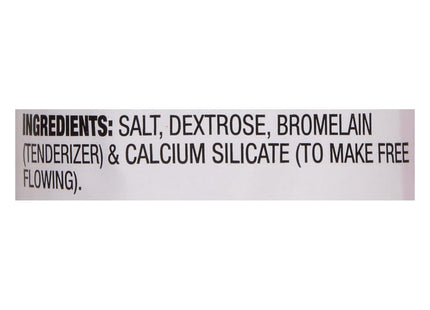 INGREDIENTS: SALT, DEXTROSE, BROMELAIN
(TENDERIZER) & CALCIUM SILICATE (TO MAKE FREE
FLOWING).